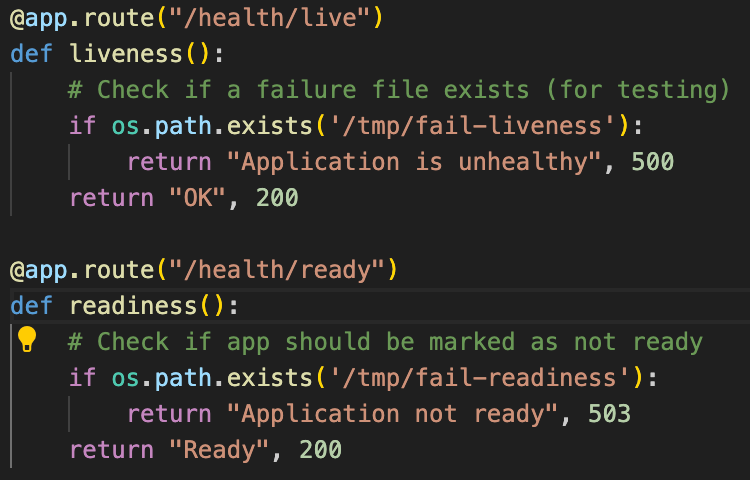 @app.route("/health/live")
def liveness():
    # Check if a failure file exists (for testing)
    if os.path.exists('/tmp/fail-liveness'):
        return "Application is unhealthy", 500
    return "OK", 200

@app.route("/health/ready")
def readiness():
    # Check if app should be marked as not ready
    if os.path.exists('/tmp/fail-readiness'):
        return "Application not ready", 503
    return "Ready", 200